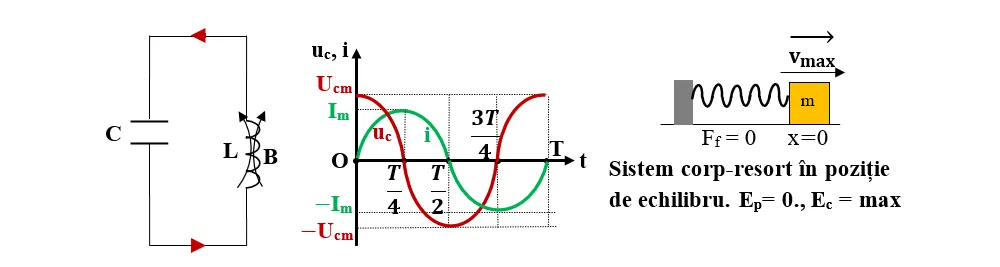 C
L
B
u_c, i
U_cm
I_m
u_c
i
3T/4
O
T/4
T/2
T
t
−I_m
−U_cm
v_max
m
F_f = 0
x=0
Sistem corp-resort în poziție
de echilibru. E_p= 0., E_c = max